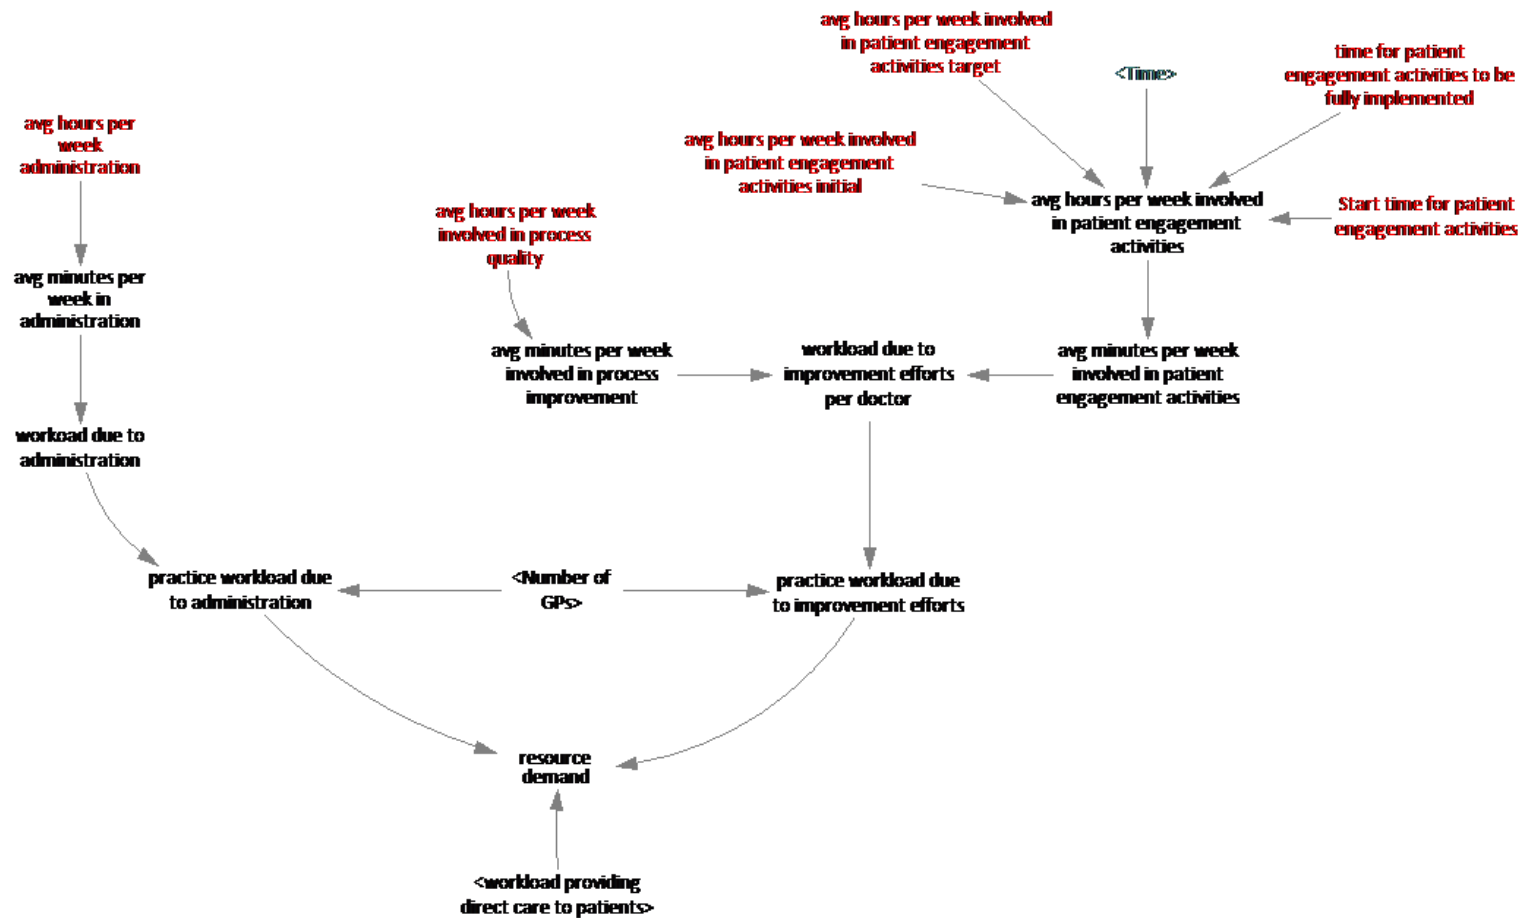 avg hours per week involved
in patient engagement
activities target
<Time>
time for patient
engagement activities to be
fully implemented
avg hours per
week
administration
avg hours per week involved
in patient engagement
activities initial
avg hours per week involved
in patient engagement
activities
Start time for patient
engagement activities
avg hours per week
involved in process
quality
avg minutes per
week in
administration
avg minutes per week
involved in process
improvement
workload due to
improvement efforts
per doctor
avg minutes per week
involved in patient
engagement activities
workoad due to
administration
practice workload due
to administration
<Number of
GPs>
practice workload due
to improvement efforts
resource
demand
<workload providing
direct care to patients>